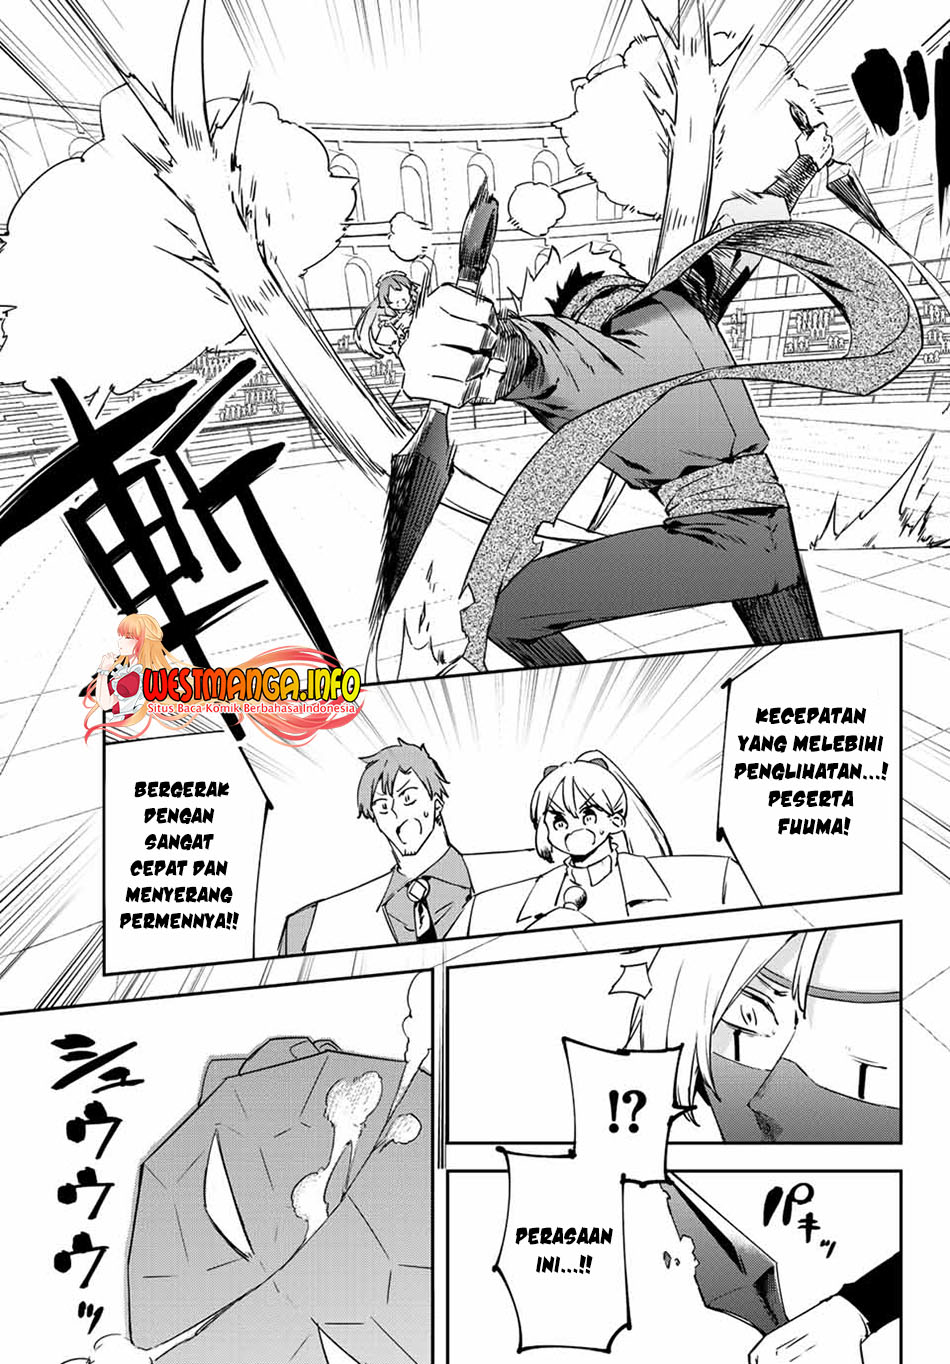 斬
WESTMANGA.INFO
Situs Baca Komik Berbahasa Indonesia
KECEPATAN
YANG MELEBIHI
PENGLIHATAN...!
PESERTA
FUUMA!
BERGERAK
DENGAN
SANGAT
CEPAT DAN
MENYERANG
PERMENNYA!!
!?
PERASAAN
INI...!!
パキッ
シュウウウウッ